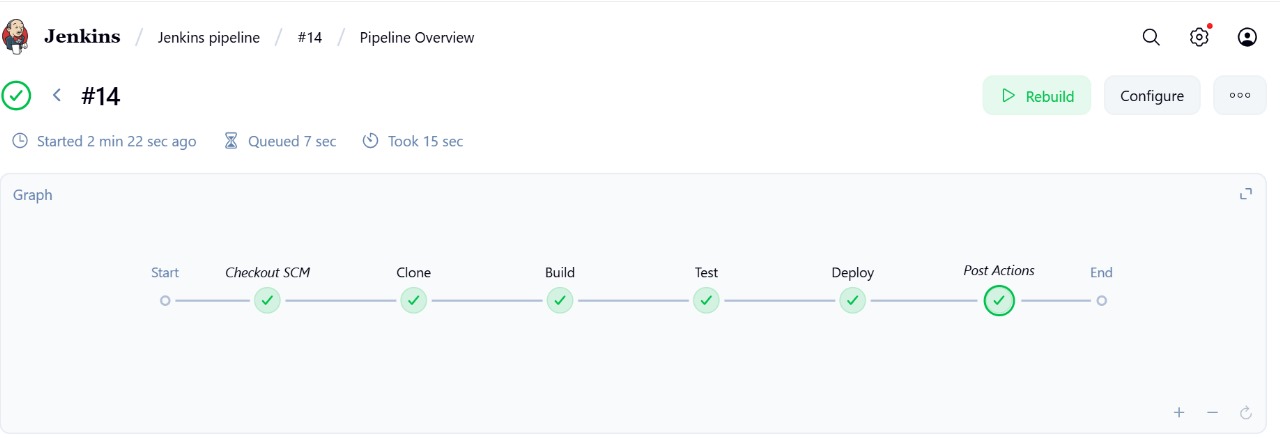 Jenkins / Jenkins pipeline / #14 / Pipeline Overview
#14
Rebuild
Configure
Started 2 min 22 sec ago
Queued 7 sec
Took 15 sec
Graph
Start
Checkout SCM
Clone
Build
Test
Deploy
Post Actions
End